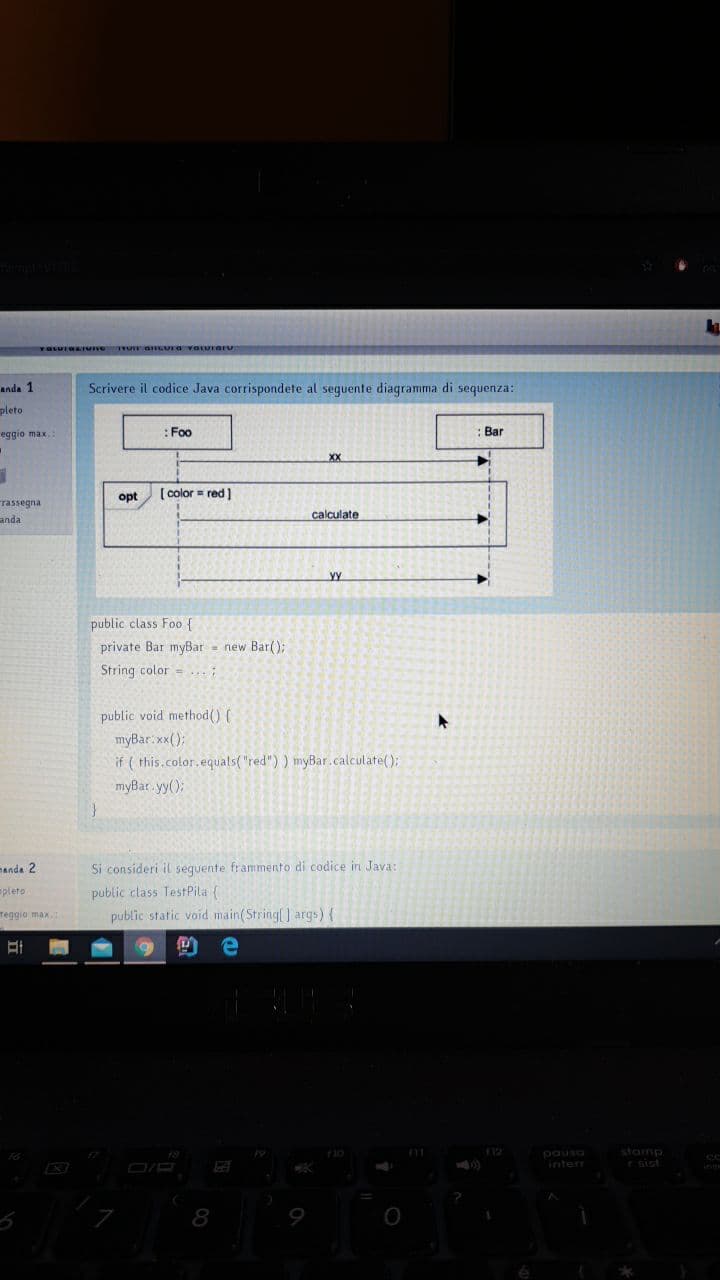 anda 1
pleto
eggio max.:
rassegna
anda
Scrivere il codice Java corrispondete al seguente diagramma di sequenza:
: Foo
: Bar
xx
opt [ color = red ]
calculate
yy
public class Foo {
private Bar myBar = new Bar();
String color = ... ;
public void method() {
myBar.xx();
if ( this.color.equals("red") ) myBar.calculate();
myBar.yy();
}
anda 2
pleto
eggio max.:
Si consideri il seguente frammento di codice in Java:
public class TestPila {
public static void main(String[] args) {
f6
f7
f8
f9
f10
f11
f12
pausa
interr
stamp
r sist
6
/
7
(
8
)
9
=
0
?
^
ì
é
*